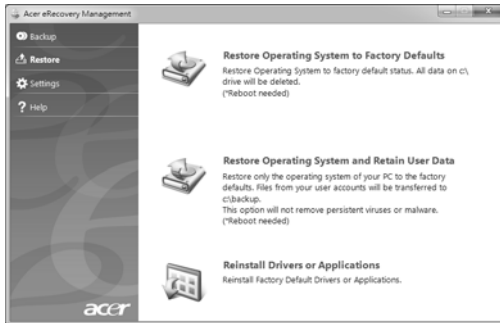 Acer eRecovery Management
Backup
Restore
Settings
? Help
Restore Operating System to Factory Defaults
Restore Operating System to factory default status. All data on c:\
drive will be deleted.
(*Reboot needed)
Restore Operating System and Retain User Data
Restore only the operating system of your PC to the factory
defaults. Files from your user accounts will be transferred to
c:\backup.
This option will not remove persistent viruses or malware.
(*Reboot needed)
Reinstall Drivers or Applications
Reinstall Factory Default Drivers or Applications.
acer